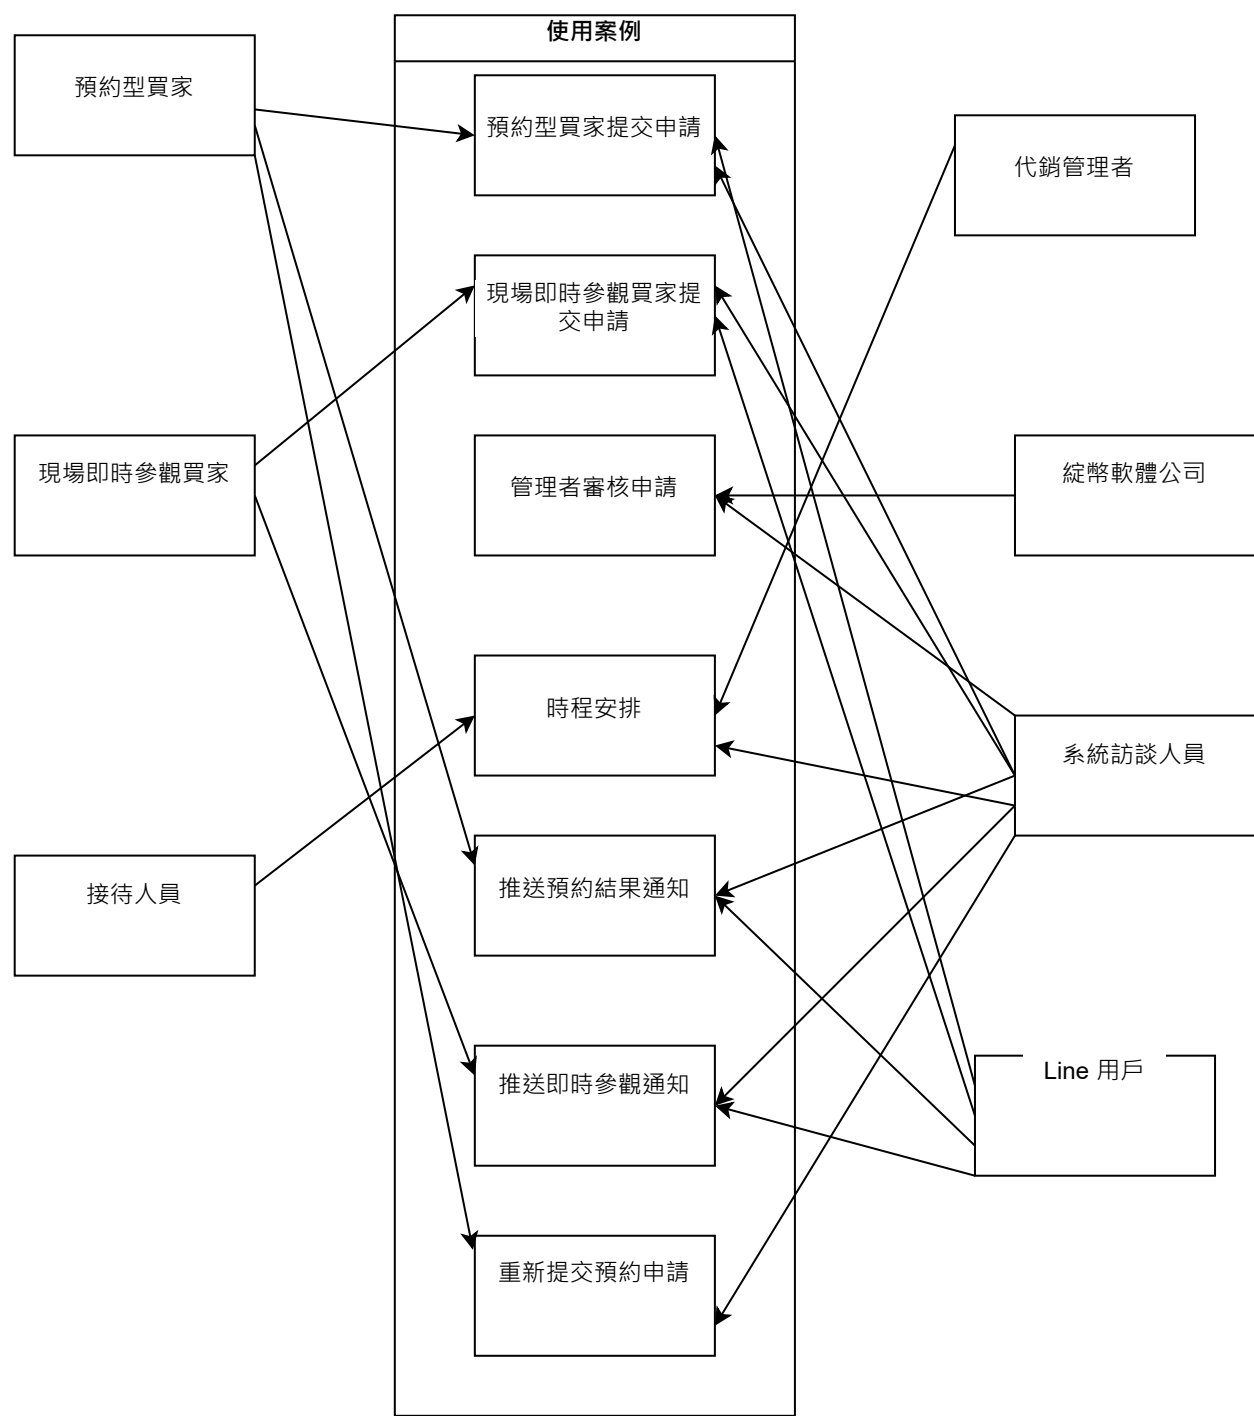 使用案例
預約型買家
預約型買家提交申請
代銷管理者
現場即時參觀買家提
交申請
現場即時參觀買家
管理者審核申請
綻幣軟體公司
時程安排
系統訪談人員
接待人員
推送預約結果通知
推送即時參觀通知
Line 用戶
重新提交預約申請